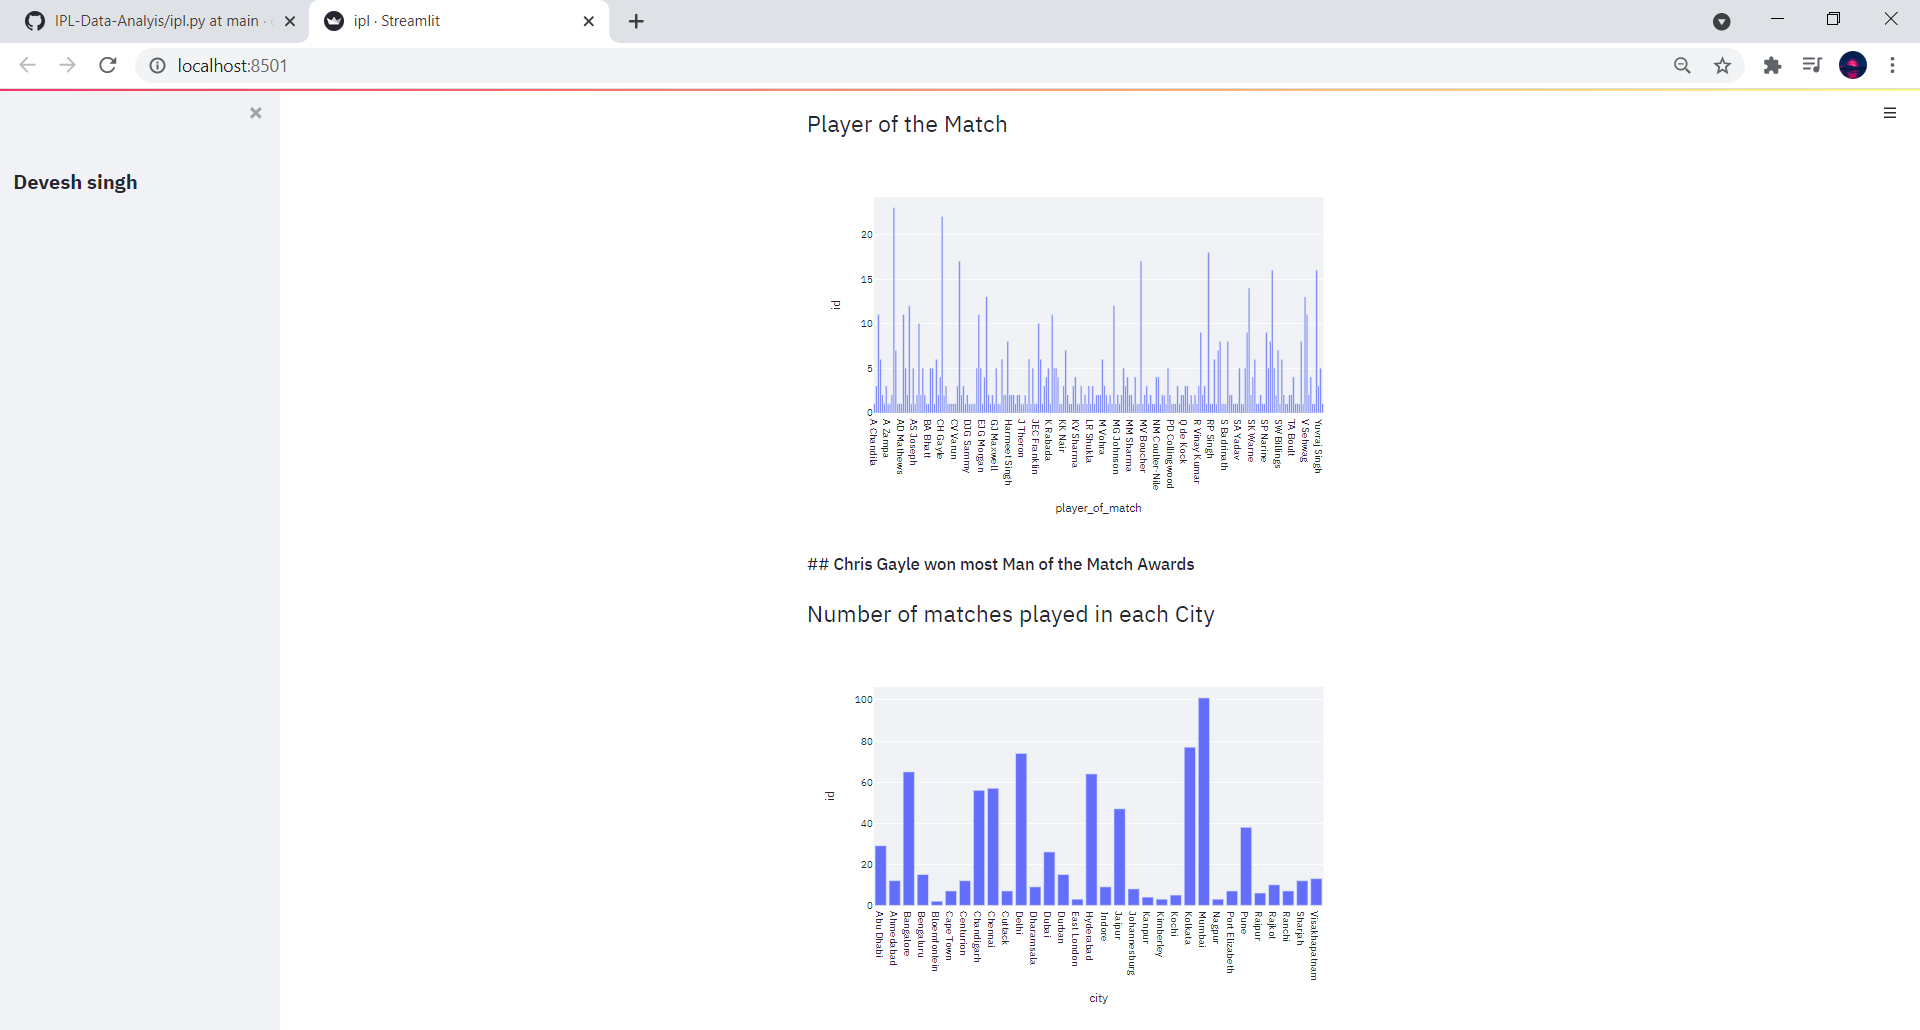 IPL-Data-Analyis/ipl.py at main ·
ipl · Streamlit
localhost:8501
Devesh singh
Player of the Match
20
15
10
5
0
id
A Chandila
A Zampa
AD Mathews
AS Joseph
BA Bhatt
CH Gayle
CV Varun
DJG Sammy
EJG Morgan
GJ Maxwell
Harmeet Singh
J Theron
JEC Franklin
K Rabada
KK Nair
KV Sharma
LR Shukla
M Vohra
MG Johnson
MM Sharma
MV Boucher
NM Coulter-Nile
PD Collingwood
Q de Kock
R Vinay Kumar
RP Singh
S Badrinath
SA Yadav
SK Warne
SP Narine
SW Billings
TA Boult
V Sehwag
Yuvraj Singh
player_of_match
## Chris Gayle won most Man of the Match Awards
Number of matches played in each City
100
80
60
40
20
0
id
Abu Dhabi
Ahmedabad
Bangalore
Bengaluru
Bloemfontein
Cape Town
Centurion
Chandigarh
Chennai
Cuttack
Delhi
Dharamsala
Dubai
Durban
East London
Hyderabad
Indore
Jaipur
Johannesburg
Kanpur
Kimberley
Kochi
Kolkata
Mumbai
Nagpur
Port Elizabeth
Pune
Raipur
Rajkot
Ranchi
Sharjah
Visakhapatnam
city